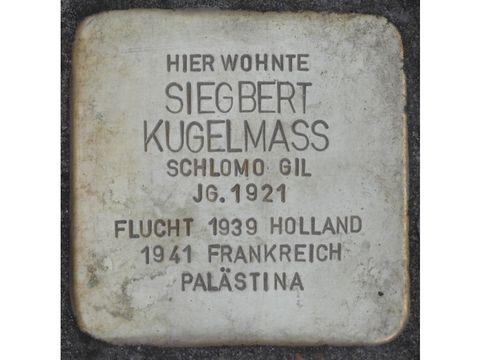 HIER WOHNTE
SIEGBERT
KUGELMASS
SCHLOMO GIL
JG. 1921
FLUCHT 1939 HOLLAND
1941 FRANKREICH
PALÄSTINA